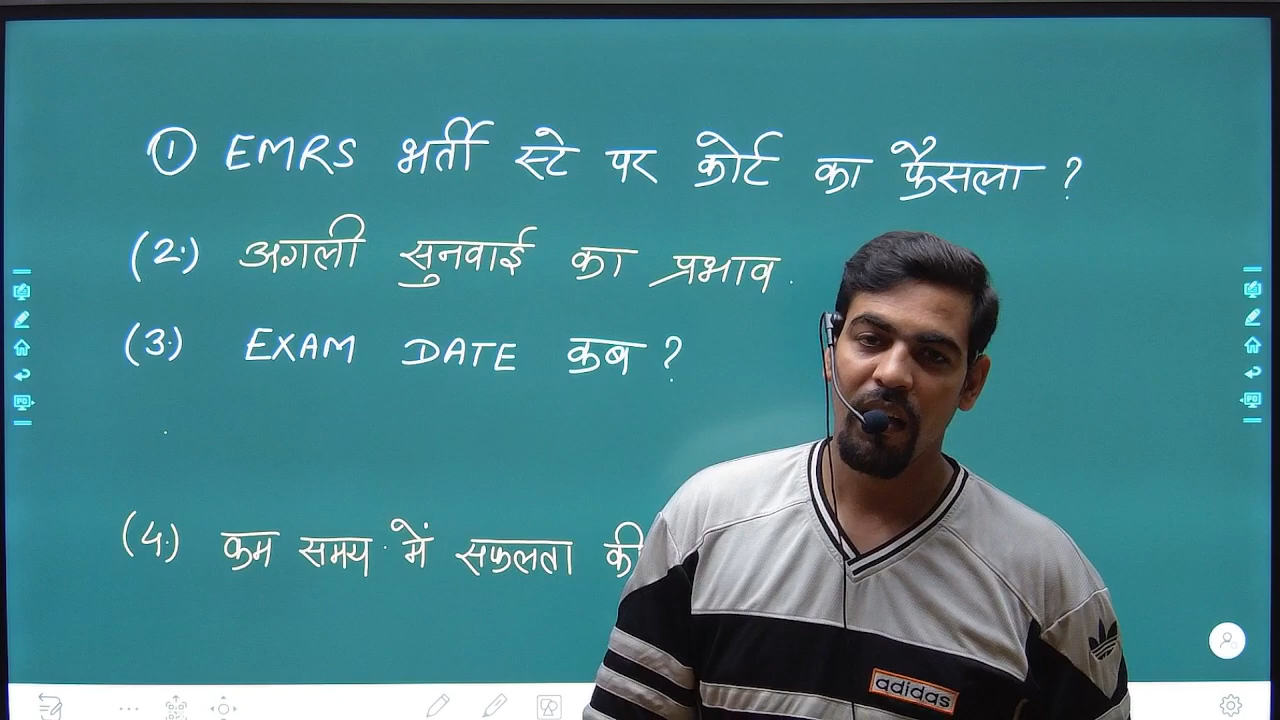 ① EMRS भर्ती स्टे पर कोर्ट का फैसला ?
(2.) अगली सुनवाई का प्रभाव .
(3.) EXAM DATE कब ?
(4.) कम समय में सफलता की
adidas